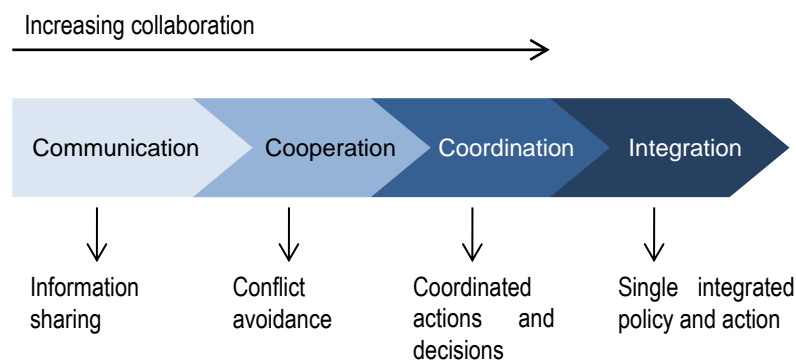 Increasing collaboration
Communication
Cooperation
Coordination
Integration
Information
sharing
Conflict
avoidance
Coordinated
actions and
decisions
Single integrated
policy and action